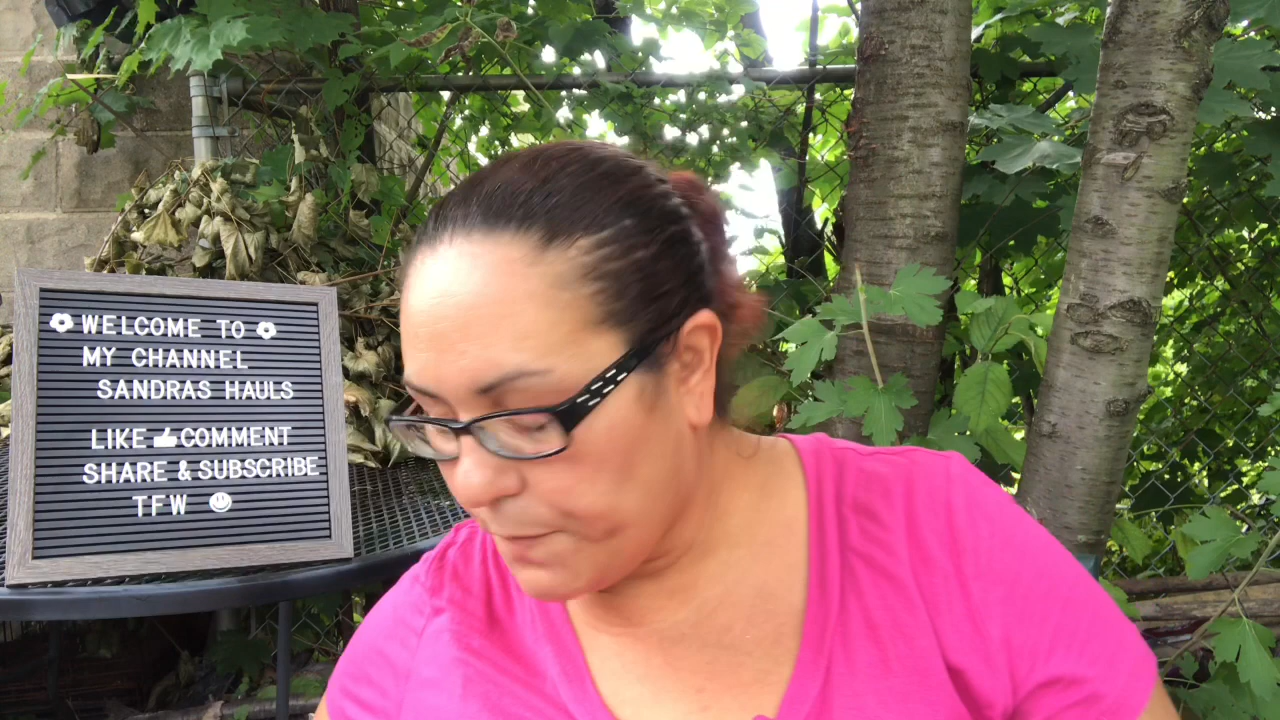 WELCOME TO
MY CHANNEL
SANDRAS HAULS
LIKE 👍 COMMENT
SHARE & SUBSCRIBE
TFW ☺